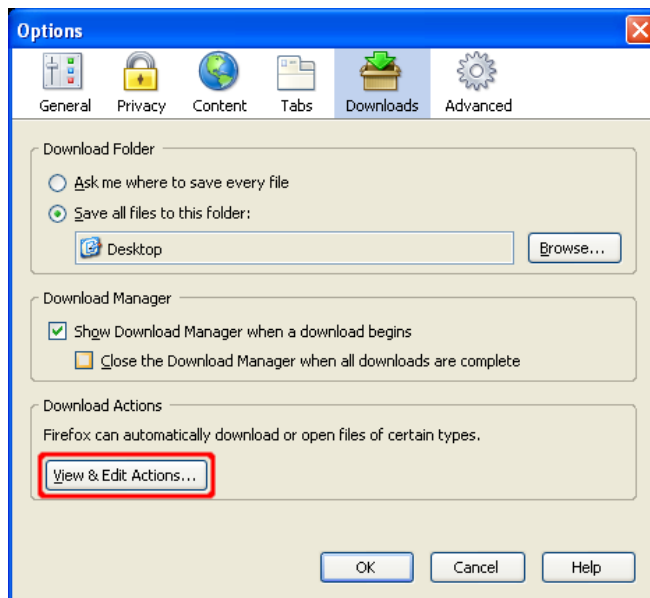 Options
General Privacy Content Tabs Downloads Advanced
Download Folder
Ask me where to save every file
Save all files to this folder:
Desktop Browse...
Download Manager
Show Download Manager when a download begins
Close the Download Manager when all downloads are complete
Download Actions
Firefox can automatically download or open files of certain types.
View & Edit Actions...
OK Cancel Help